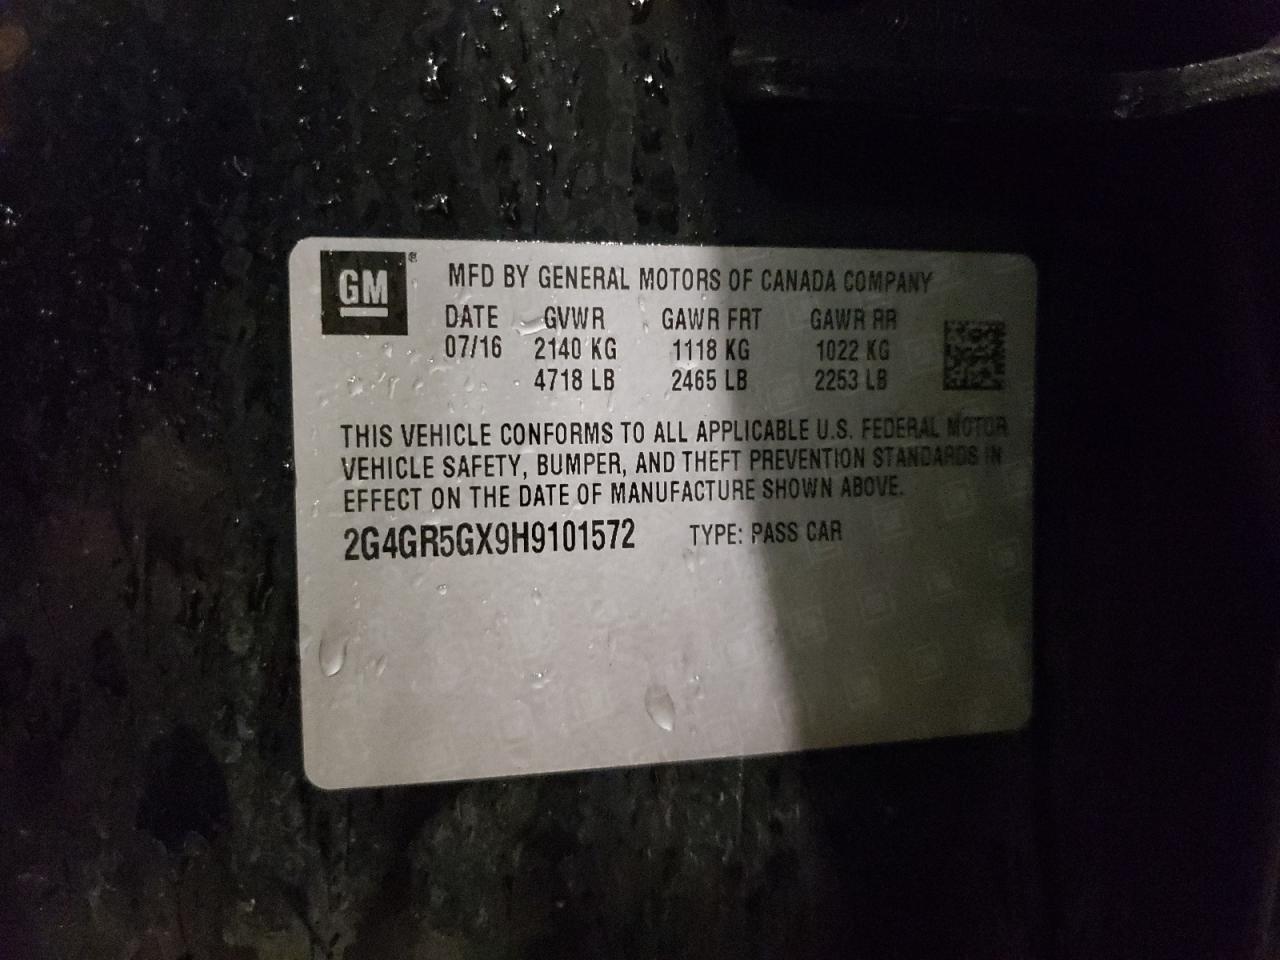 GM
MFD BY GENERAL MOTORS OF CANADA COMPANY
DATE GVWR GAWR FRT GAWR RR
07/16 2140 KG 1118 KG 1022 KG
4718 LB 2465 LB 2253 LB
THIS VEHICLE CONFORMS TO ALL APPLICABLE U.S. FEDERAL MOTOR
VEHICLE SAFETY, BUMPER, AND THEFT PREVENTION STANDARDS IN
EFFECT ON THE DATE OF MANUFACTURE SHOWN ABOVE.
2G4GR5GX9H9101572 TYPE: PASS CAR